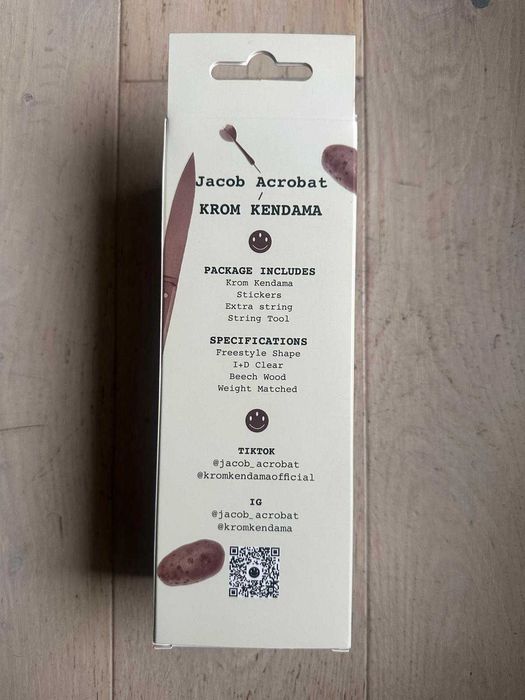 Jacob Acrobat
/
KROM KENDAMA
PACKAGE INCLUDES
Krom Kendama
Stickers
Extra string
String Tool
SPECIFICATIONS
Freestyle Shape
I+D Clear
Beech Wood
Weight Matched
TIKTOK
@jacob_acrobat
@kromkendamaofficial
IG
@jacob_acrobat
@kromkendama